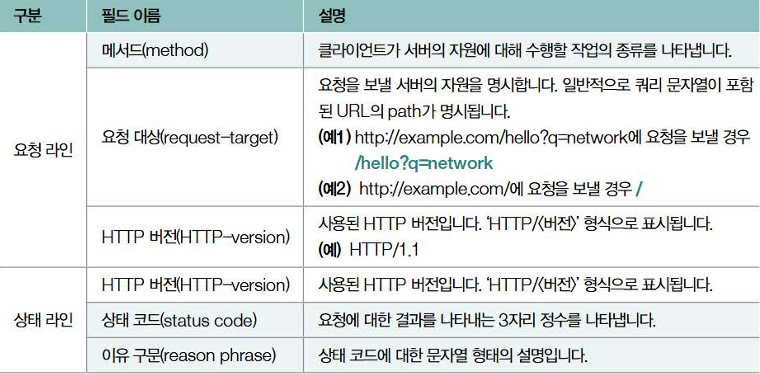 구분 필드 이름 설명
메서드(method) 클라이언트가 서버의 자원에 대해 수행할 작업의 종류를 나타냅니다.
요청 라인
요청 대상(request-target)
요청을 보낼 서버의 자원을 명시합니다. 일반적으로 쿼리 문자열이 포함
된 URL의 path가 명시됩니다.
(예1) http://example.com/hello?q=network에 요청을 보낼 경우
/hello?q=network
(예2) http://example.com/에 요청을 보낼 경우 /
HTTP 버전(HTTP-version)
사용된 HTTP 버전입니다. ‘HTTP/<버전>’ 형식으로 표시됩니다.
(예) HTTP/1.1
상태 라인
HTTP 버전(HTTP-version) 사용된 HTTP 버전입니다. ‘HTTP/<버전>’ 형식으로 표시됩니다.
상태 코드(status code) 요청에 대한 결과를 나타내는 3자리 정수를 나타냅니다.
이유 구문(reason phrase) 상태 코드에 대한 문자열 형태의 설명입니다.